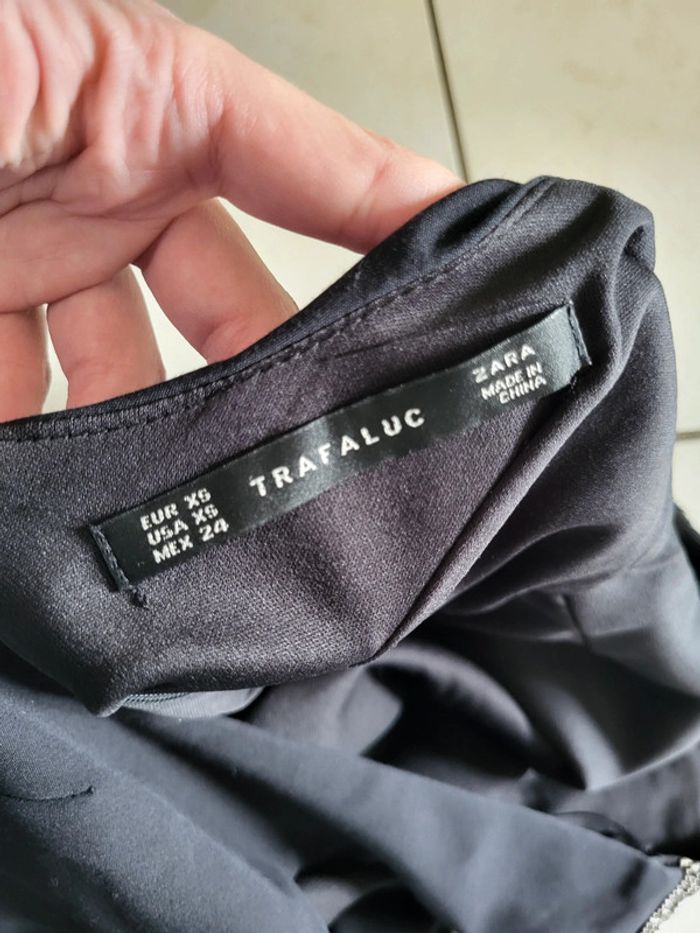 EUR XS
USA XS
MEX 24
TRAFALUC
ZARA
MADE IN
CHINA